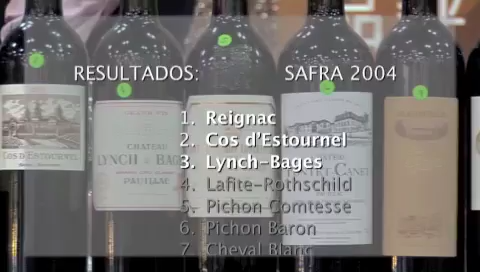 RESULTADOS: SAFRA 2004
1. Reignac
2. Cos d'Estournel
3. Lynch-Bages
4. Lafite-Rothschild
5. Pichon Comtesse
6. Pichon Baron
7 Cheval Blanc
COS D'ESTOURNEL
CHATEAU
LYNCH BAGES
PAUILLAC